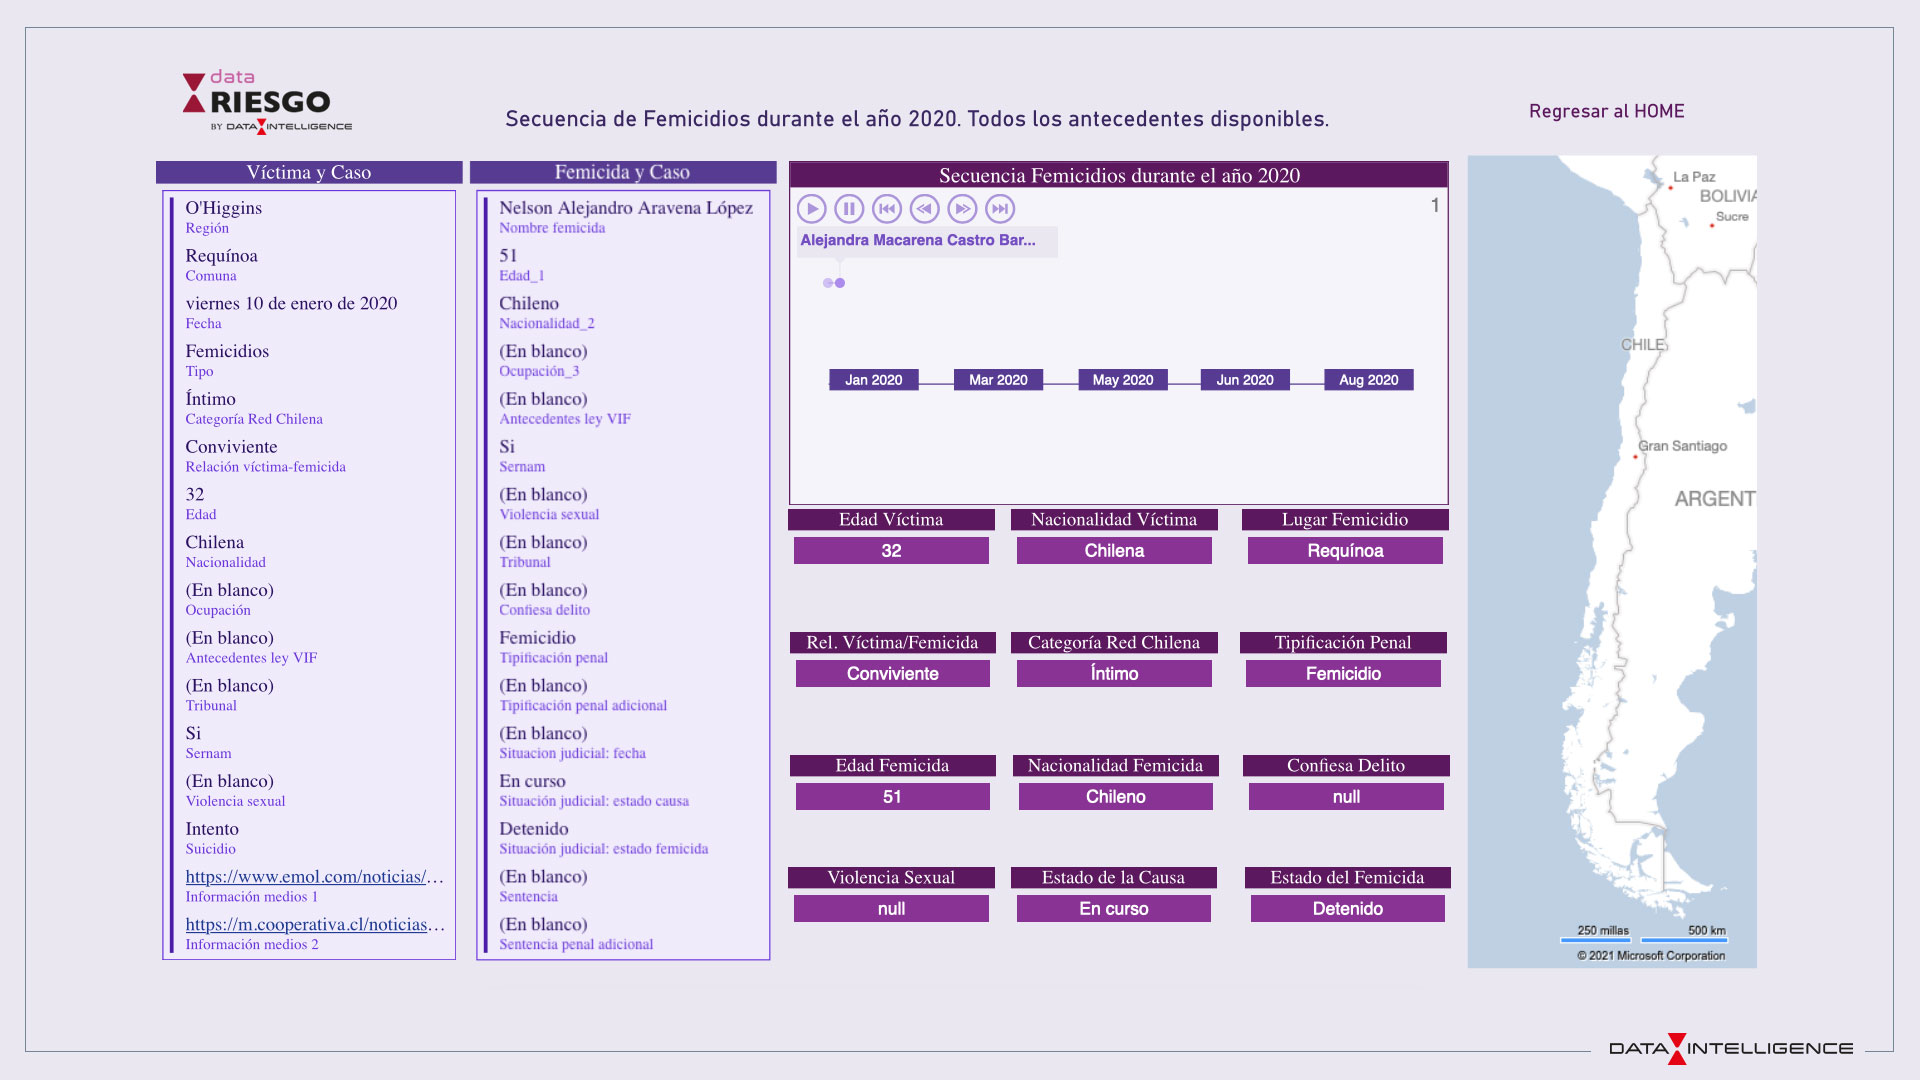 data
RIESGO
BY DATA INTELLIGENCE
Secuencia de Femicidios durante el año 2020. Todos los antecedentes disponibles.
Regresar al HOME
Víctima y Caso
O'Higgins
Región
Requínoa
Comuna
viernes 10 de enero de 2020
Fecha
Femicidios
Tipo
Íntimo
Categoría Red Chilena
Conviviente
Relación víctima-femicida
32
Edad
Chilena
Nacionalidad
(En blanco)
Ocupación
(En blanco)
Antecedentes ley VIF
(En blanco)
Tribunal
Si
Sernam
(En blanco)
Violencia sexual
Intento
Suicidio
https://www.emol.com/noticias/…
Información medios 1
https://m.cooperativa.cl/noticias…
Información medios 2
Femicida y Caso
Nelson Alejandro Aravena López
Nombre femicida
51
Edad_1
Chileno
Nacionalidad_2
(En blanco)
Ocupación_3
(En blanco)
Antecedentes ley VIF
Si
Sernam
(En blanco)
Violencia sexual
(En blanco)
Tribunal
(En blanco)
Confiesa delito
Femicidio
Tipificación penal
(En blanco)
Tipificación penal adicional
(En blanco)
Situacion judicial: fecha
En curso
Situación judicial: estado causa
Detenido
Situación judicial: estado femicida
(En blanco)
Sentencia
(En blanco)
Sentencia penal adicional
Secuencia Femicidios durante el año 2020
1
Alejandra Macarena Castro Bar...
Jan 2020
Mar 2020
May 2020
Jun 2020
Aug 2020
Edad Víctima
32
Nacionalidad Víctima
Chilena
Lugar Femicidio
Requínoa
Rel. Víctima/Femicida
Conviviente
Categoría Red Chilena
Íntimo
Tipificación Penal
Femicidio
Edad Femicida
51
Nacionalidad Femicida
Chileno
Confiesa Delito
null
Violencia Sexual
null
Estado de la Causa
En curso
Estado del Femicida
Detenido
La Paz
BOLIVIA
Sucre
CHILE
Gran Santiago
ARGENT
250 millas
500 km
© 2021 Microsoft Corporation
DATA INTELLIGENCE